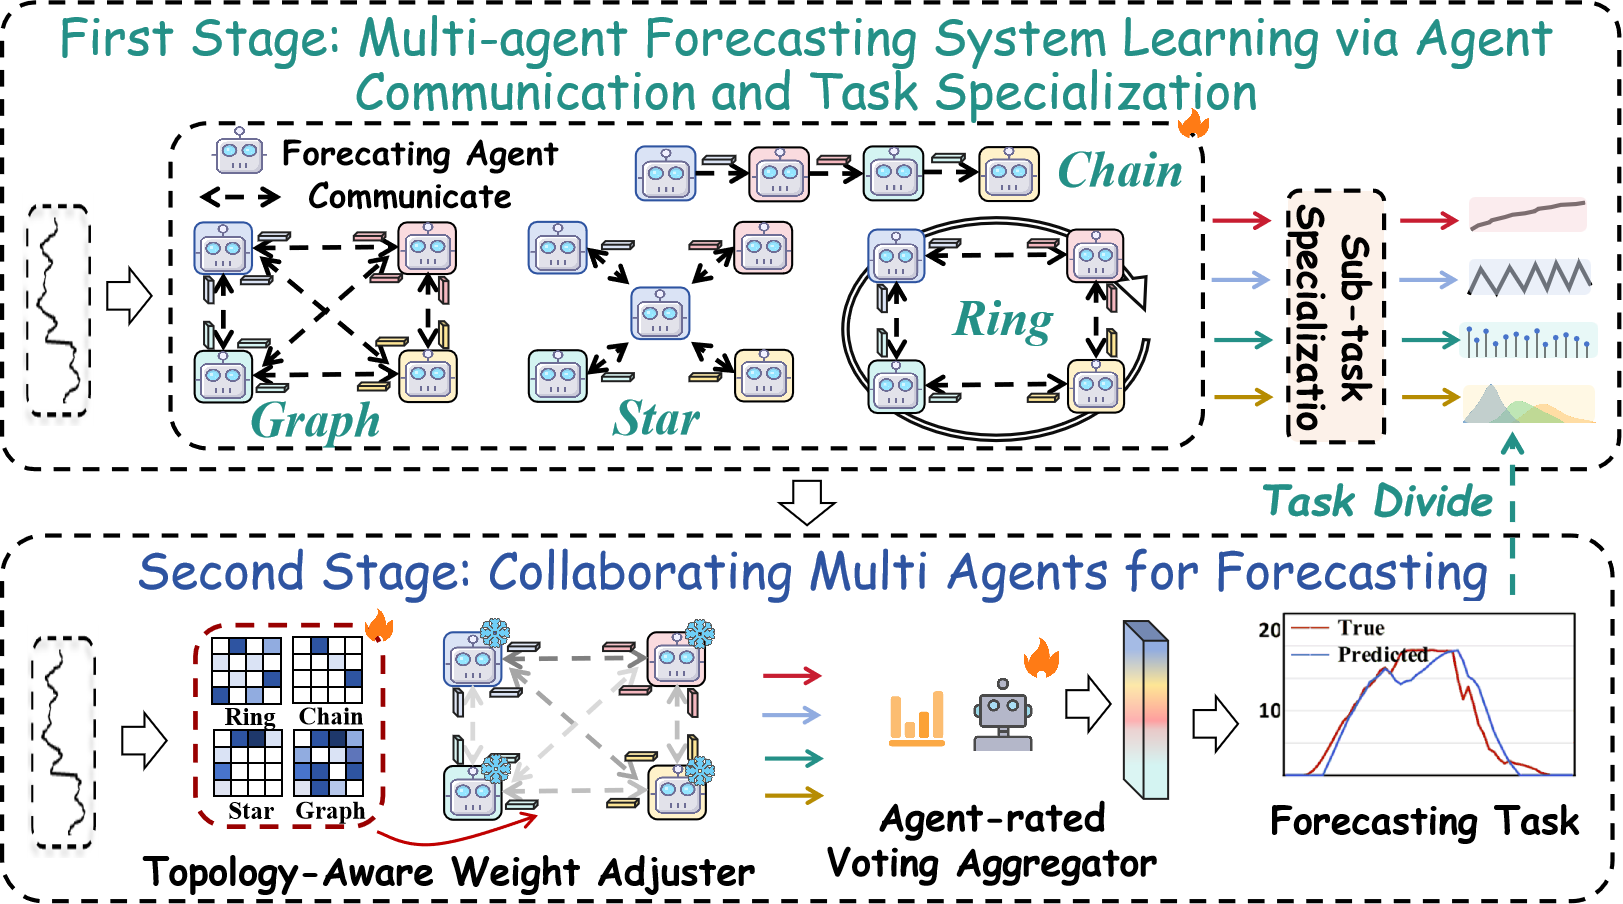 First Stage: Multi-agent Forecasting System Learning via Agent
Communication and Task Specialization
Forecating Agent
Communicate
Chain
Graph
Star
Ring
Sub-task
Specializatio
Task Divide
Second Stage: Collaborating Multi Agents for Forecasting
Ring
Chain
Star
Graph
Topology-Aware Weight Adjuster
Agent-rated
Voting Aggregator
20
True
Predicted
10
Forecasting Task